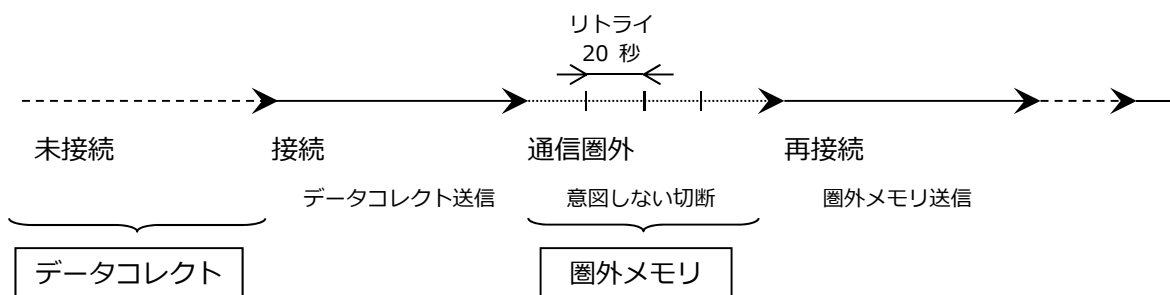 リトライ
20 秒
未接続 接続 通信圏外 再接続
データコレクト送信 意図しない切断 圏外メモリ送信
データコレクト 圏外メモリ